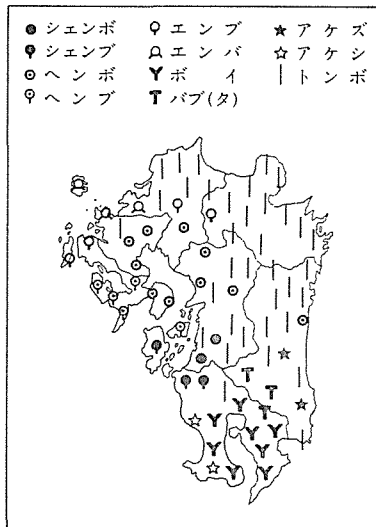 シェンボ エンブ アケズ
シェンブ エンバ アケシ
ヘンボ ボイ トンボ
ヘンブ バブ(タ)